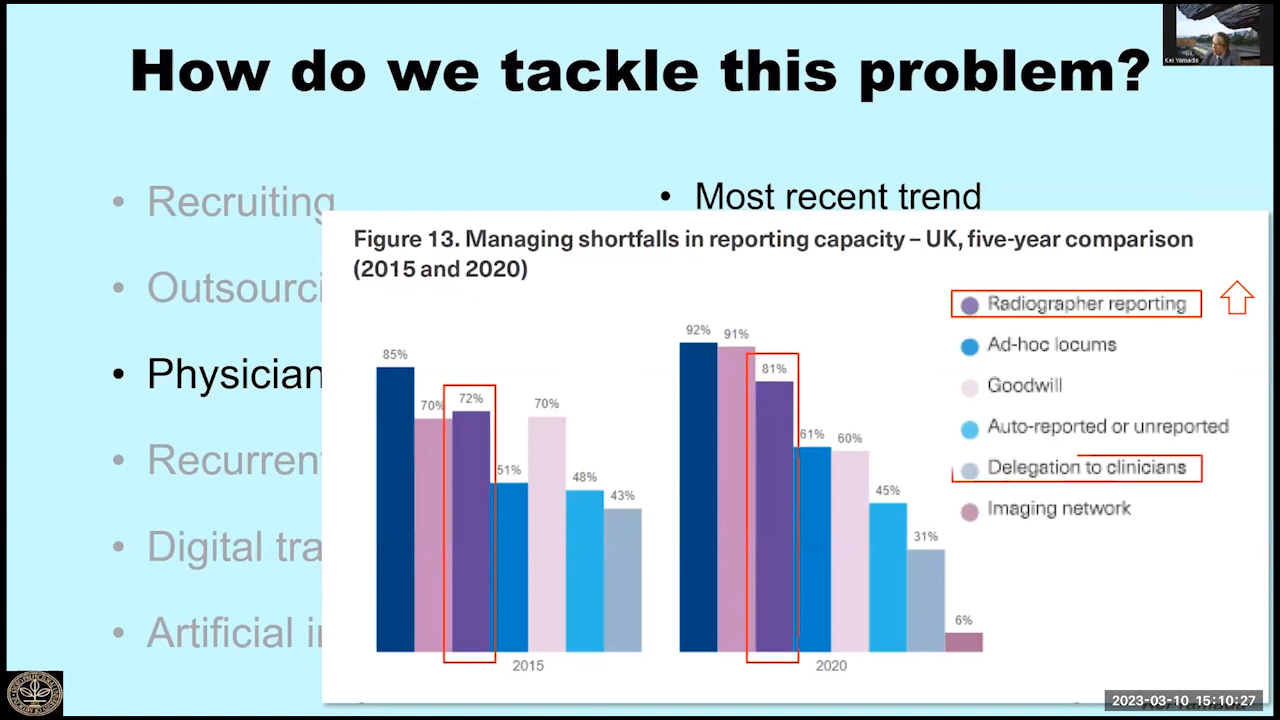 How do we tackle this problem?
Kei Yamada
• Recruiting
• Outsourci
• Physician
• Recurren
• Digital tra
• Artificial i
• Most recent trend
Figure 13. Managing shortfalls in reporting capacity – UK, five-year comparison
(2015 and 2020)
85%
70%
72%
51%
70%
48%
43%
2015
92%
91%
81%
61%
60%
45%
31%
6%
2020
Radiographer reporting
Ad-hoc locums
Goodwill
Auto-reported or unreported
Delegation to clinicians
Imaging network
2023-03-10 15:10:27